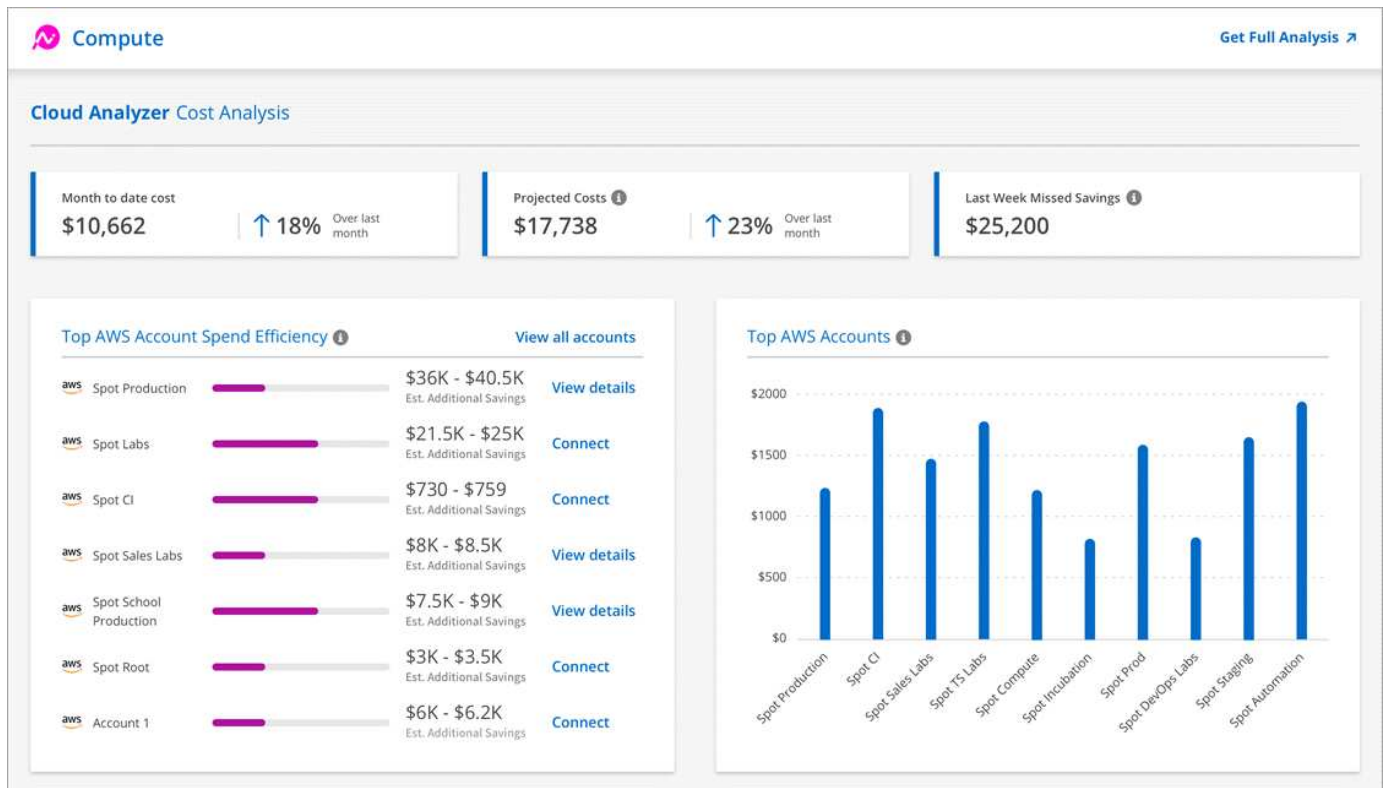 Compute
Get Full Analysis
Cloud Analyzer Cost Analysis
Month to date cost
$10,662
18%
Over last
month
Projected Costs
$17,738
23%
Over last
month
Last Week Missed Savings
$25,200
Top AWS Account Spend Efficiency
View all accounts
aws Spot Production
$36K - $40.5K
Est. Additional Savings
View details
aws Spot Labs
$21.5K - $25K
Est. Additional Savings
Connect
aws Spot CI
$730 - $759
Est. Additional Savings
Connect
aws Spot Sales Labs
$8K - $8.5K
Est. Additional Savings
View details
aws Spot School
Production
$7.5K - $9K
Est. Additional Savings
View details
aws Spot Root
$3K - $3.5K
Est. Additional Savings
Connect
aws Account 1
$6K - $6.2K
Est. Additional Savings
Connect
Top AWS Accounts
$2000
$1500
$1000
$500
$0
Spot Production
Spot CI
Spot Sales Labs
Spot TS Labs
Spot Compute
Spot Incubation
Spot Prod
Spot DevOps Labs
Spot Staging
Spot Automation